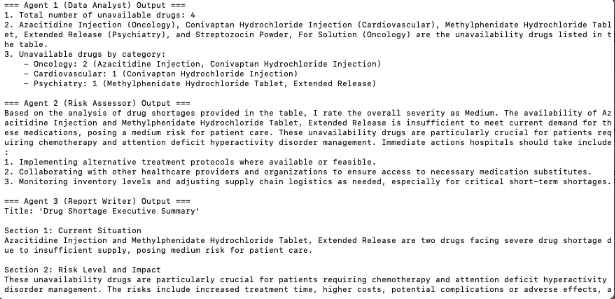 === Agent 1 (Data Analyst) Output ===
1. Total number of unavailable drugs: 4
2. Azacitidine Injection (Oncology), Conivaptan Hydrochloride Injection (Cardiovascular), Methylphenidate Hydrochloride Tabl
et, Extended Release (Psychiatry), and Streptozocin Powder, For Solution (Oncology) are the unavailability drugs listed in t
he table.
3. Unavailable drugs by category:
- Oncology: 2 (Azacitidine Injection, Conivaptan Hydrochloride Injection)
- Cardiovascular: 1 (Conivaptan Hydrochloride Injection)
- Psychiatry: 1 (Methylphenidate Hydrochloride Tablet, Extended Release)
=== Agent 2 (Risk Assessor) Output ===
Based on the analysis of drug shortages provided in the table, I rate the overall severity as Medium. The availability of Az
acitidine Injection and Methylphenidate Hydrochloride Tablet, Extended Release is insufficient to meet current demand for th
ese medications, posing a medium risk for patient care. These unavailability drugs are particularly crucial for patients req
uiring chemotherapy and attention deficit hyperactivity disorder management. Immediate actions hospitals should take include
:
1. Implementing alternative treatment protocols where available or feasible.
2. Collaborating with other healthcare providers and organizations to ensure access to necessary medication substitutes.
3. Monitoring inventory levels and adjusting supply chain logistics as needed, especially for critical short-term shortages.
=== Agent 3 (Report Writer) Output ===
Title: 'Drug Shortage Executive Summary'
Section 1: Current Situation
Azacitidine Injection and Methylphenidate Hydrochloride Tablet, Extended Release are two drugs facing severe drug shortage d
ue to insufficient supply, posing medium risk for patient care.
Section 2: Risk Level and Impact
These unavailability drugs are particularly crucial for patients requiring chemotherapy and attention deficit hyperactivity
disorder management. The risks include increased treatment time, higher costs, potential complications or adverse effects, a